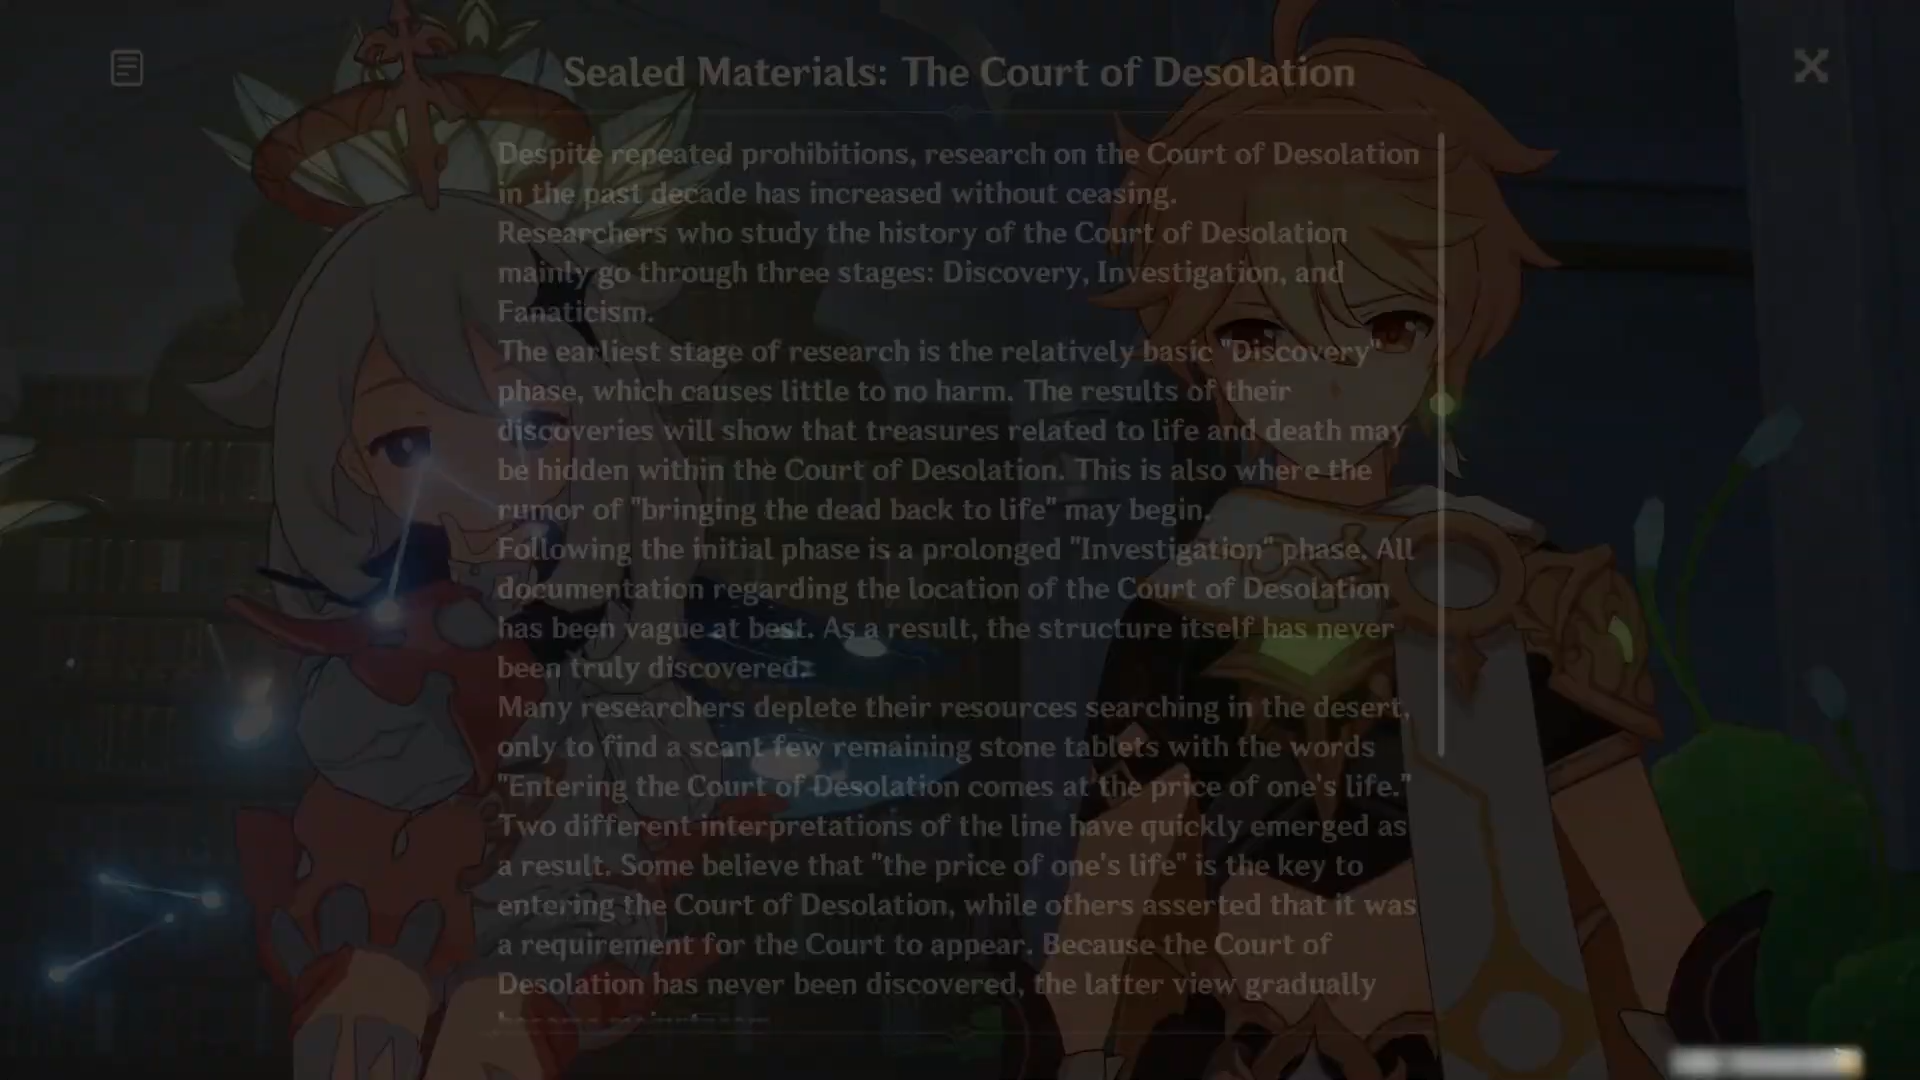 Sealed Materials: The Court of Desolation
Despite repeated prohibitions, research on the Court of Desolation
in the past decade has increased without ceasing.
Researchers who study the history of the Court of Desolation
mainly go through three stages: Discovery, Investigation, and
Fanaticism.
The earliest stage of research is the relatively basic "Discovery"
phase, which causes little to no harm. The results of their
discoveries will show that treasures related to life and death may
be hidden within the Court of Desolation. This is also where the
rumor of "bringing the dead back to life" may begin.
Following the initial phase is a prolonged "Investigation" phase. All
documentation regarding the location of the Court of Desolation
has been vague at best. As a result, the structure itself has never
been truly discovered.
Many researchers deplete their resources searching in the desert,
only to find a scant few remaining stone tablets with the words
"Entering the Court of Desolation comes at the price of one's life."
Two different interpretations of the line have quickly emerged as
a result. Some believe that "the price of one's life" is the key to
entering the Court of Desolation, while others asserted that it was
a requirement for the Court to appear. Because the Court of
Desolation has never been discovered, the latter view gradually